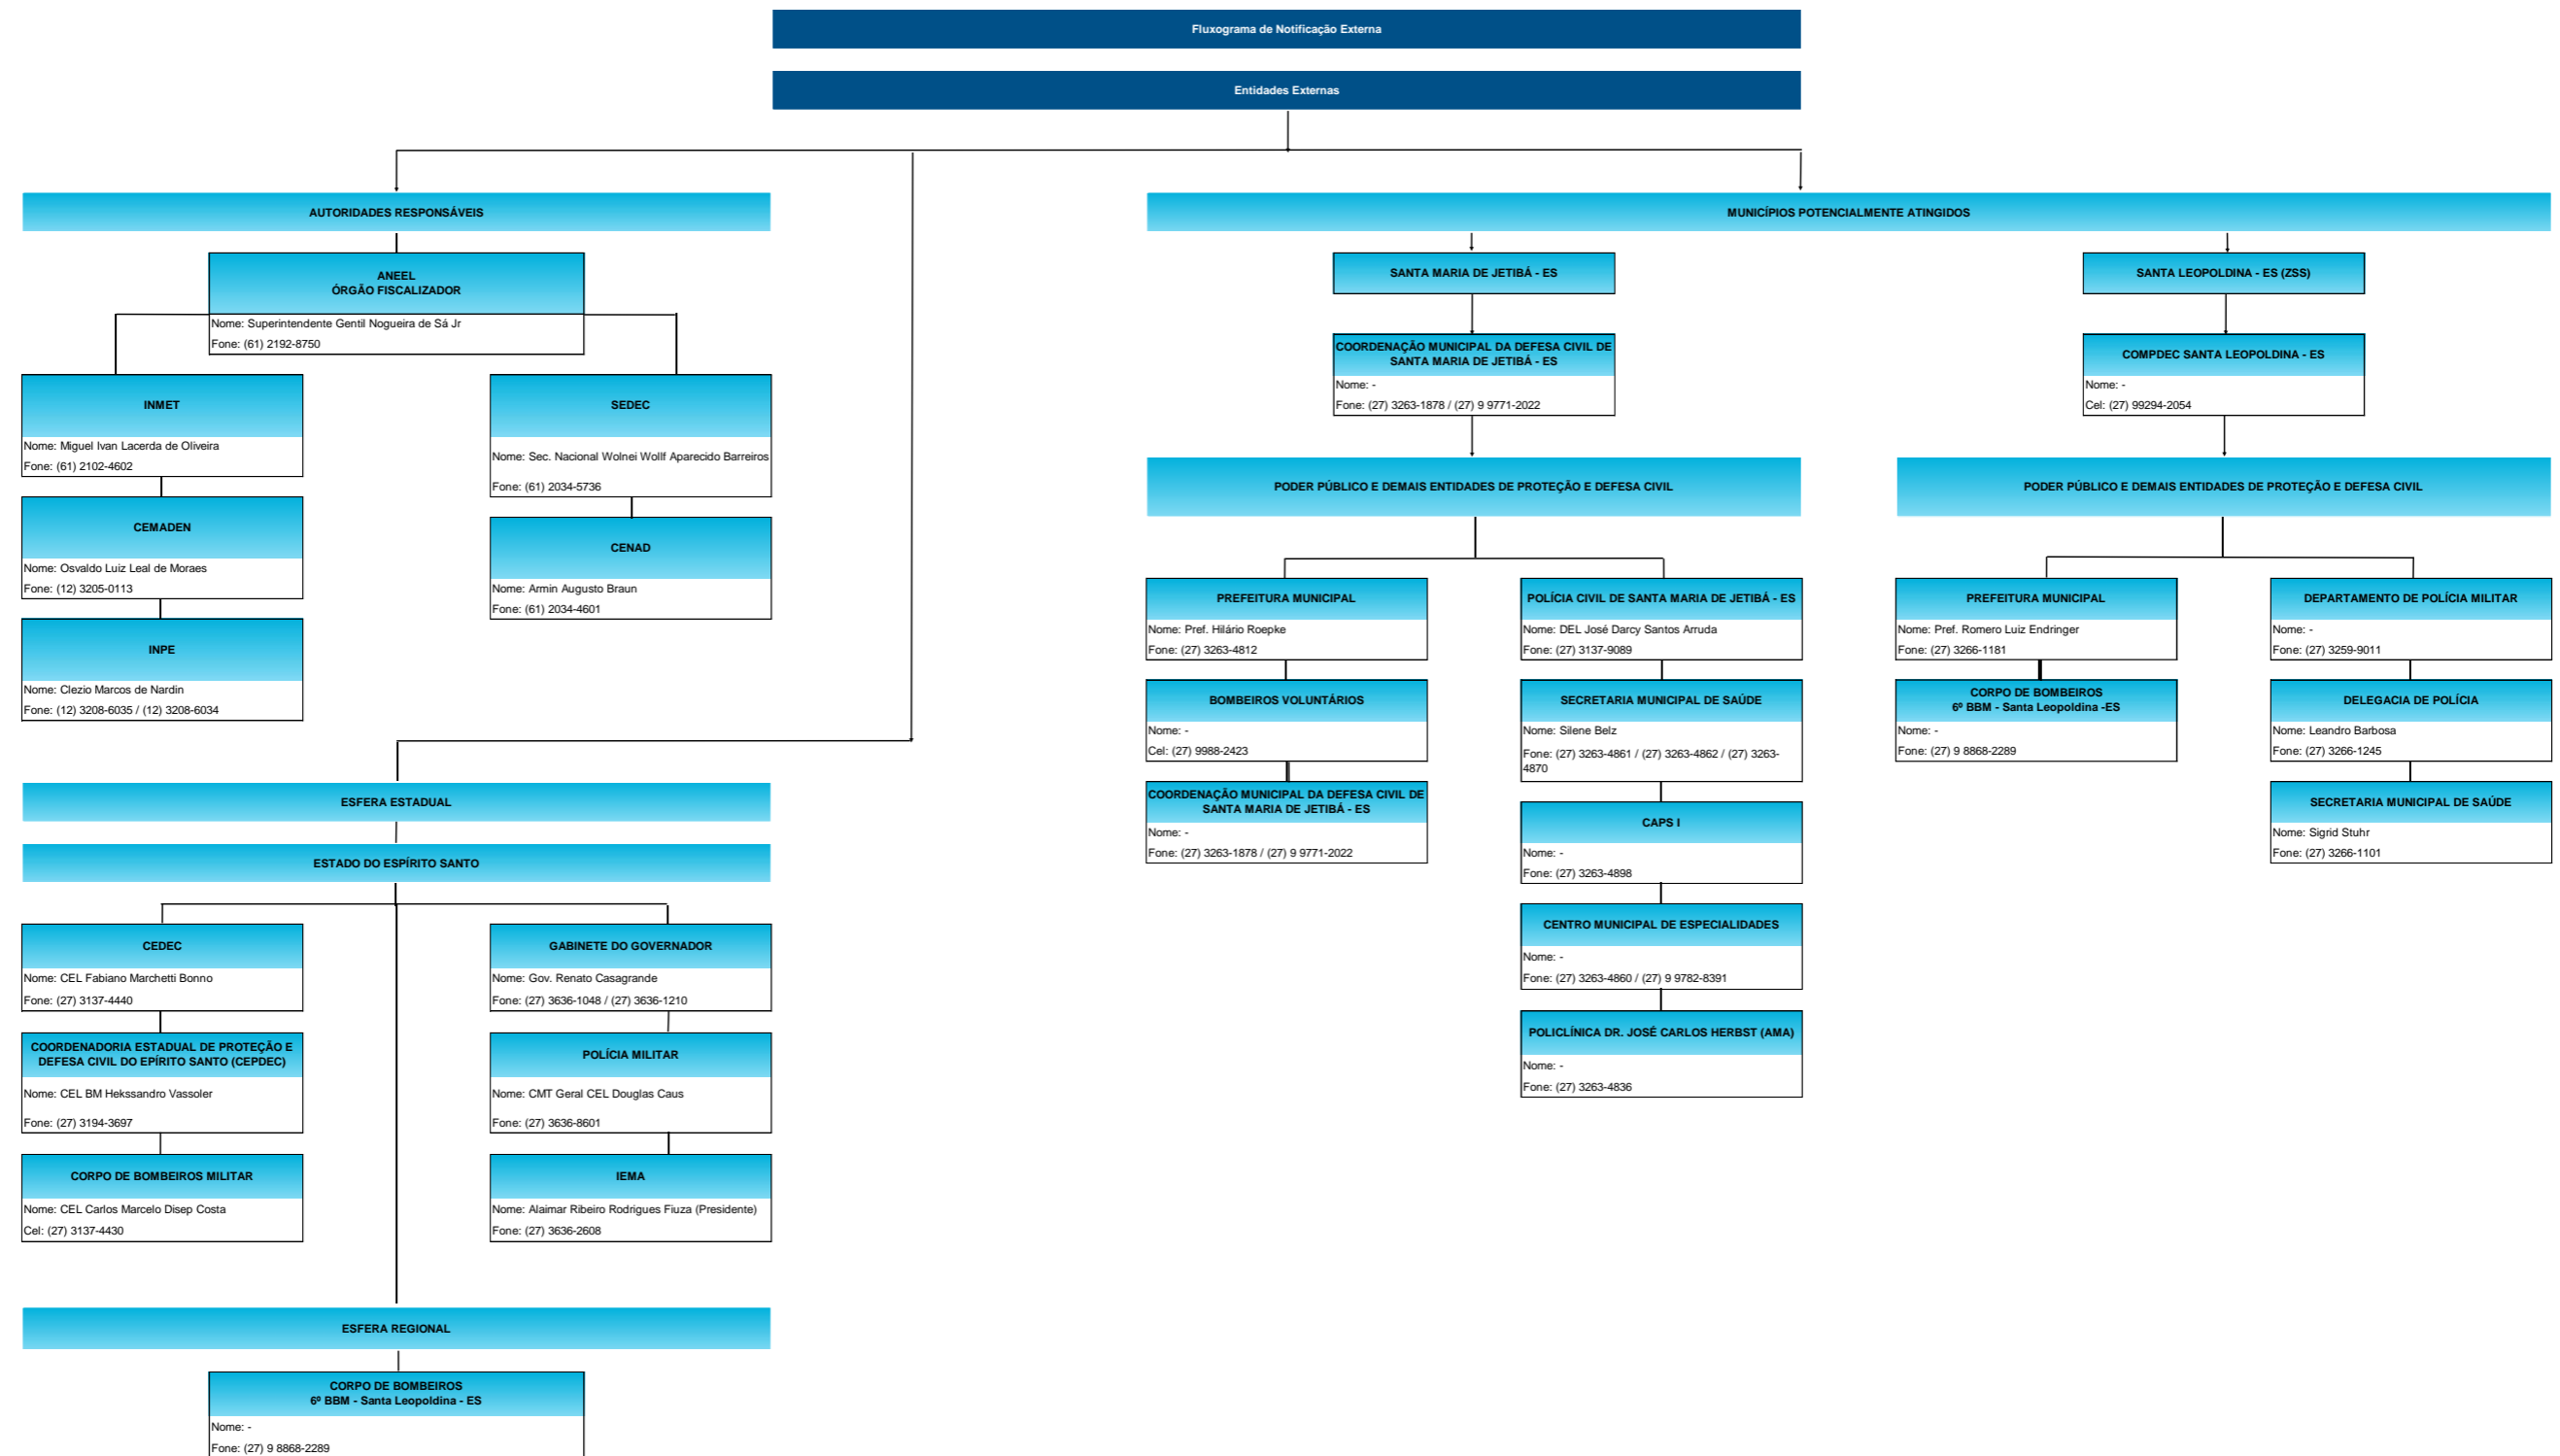 Fluxograma de Notificação Externa
Entidades Externas
AUTORIDADES RESPONSÁVEIS
ANEEL
ÓRGÃO FISCALIZADOR
Nome: Superintendente Gentil Nogueira de Sá Jr
Fone: (61) 2192-8750
INMET
Nome: Miguel Ivan Lacerda de Oliveira
Fone: (61) 2102-4602
CEMADEN
Nome: Osvaldo Luiz Leal de Moraes
Fone: (12) 3205-0113
INPE
Nome: Clezio Marcos de Nardin
Fone: (12) 3208-6035 / (12) 3208-6034
SEDEC
Nome: Sec. Nacional Wolnei Wollf Aparecido Barreiros
Fone: (61) 2034-5736
CENAD
Nome: Armin Augusto Braun
Fone: (61) 2034-4601
ESFERA ESTADUAL
ESTADO DO ESPÍRITO SANTO
CEDEC
Nome: CEL Fabiano Marchetti Bonno
Fone: (27) 3137-4440
COORDENADORIA ESTADUAL DE PROTEÇÃO E
DEFESA CIVIL DO EPÍRITO SANTO (CEPDEC)
Nome: CEL BM Hekssandro Vassoler
Fone: (27) 3194-3697
CORPO DE BOMBEIROS MILITAR
Nome: CEL Carlos Marcelo Disep Costa
Cel: (27) 3137-4430
GABINETE DO GOVERNADOR
Nome: Gov. Renato Casagrande
Fone: (27) 3636-1048 / (27) 3636-1210
POLÍCIA MILITAR
Nome: CMT Geral CEL Douglas Caus
Fone: (27) 3636-8601
IEMA
Nome: Alaimar Ribeiro Rodrigues Fiuza (Presidente)
Fone: (27) 3636-2608
ESFERA REGIONAL
CORPO DE BOMBEIROS
6º BBM - Santa Leopoldina - ES
Nome: -
Fone: (27) 9 8868-2289
MUNICÍPIOS POTENCIALMENTE ATINGIDOS
SANTA MARIA DE JETIBÁ - ES
COORDENAÇÃO MUNICIPAL DA DEFESA CIVIL DE
SANTA MARIA DE JETIBÁ - ES
Nome: -
Fone: (27) 3263-1878 / (27) 9 9771-2022
PODER PÚBLICO E DEMAIS ENTIDADES DE PROTEÇÃO E DEFESA CIVIL
PREFEITURA MUNICIPAL
Nome: Pref. Hilário Roepke
Fone: (27) 3263-4812
BOMBEIROS VOLUNTÁRIOS
Nome: -
Cel: (27) 9988-2423
COORDENAÇÃO MUNICIPAL DA DEFESA CIVIL DE
SANTA MARIA DE JETIBÁ - ES
Nome: -
Fone: (27) 3263-1878 / (27) 9 9771-2022
POLÍCIA CIVIL DE SANTA MARIA DE JETIBÁ - ES
Nome: DEL José Darcy Santos Arruda
Fone: (27) 3137-9089
SECRETARIA MUNICIPAL DE SAÚDE
Nome: Silene Belz
Fone: (27) 3263-4861 / (27) 3263-4862 / (27) 3263-
4870
CAPS I
Nome: -
Fone: (27) 3263-4898
CENTRO MUNICIPAL DE ESPECIALIDADES
Nome: -
Fone: (27) 3263-4860 / (27) 9 9782-8391
POLICLÍNICA DR. JOSÉ CARLOS HERBST (AMA)
Nome: -
Fone: (27) 3263-4836
SANTA LEOPOLDINA - ES (ZSS)
COMPDEC SANTA LEOPOLDINA - ES
Nome: -
Cel: (27) 99294-2054
PODER PÚBLICO E DEMAIS ENTIDADES DE PROTEÇÃO E DEFESA CIVIL
PREFEITURA MUNICIPAL
Nome: Pref. Romero Luiz Endringer
Fone: (27) 3266-1181
CORPO DE BOMBEIROS
6º BBM - Santa Leopoldina -ES
Nome: -
Fone: (27) 9 8868-2289
DEPARTAMENTO DE POLÍCIA MILITAR
Nome: -
Fone: (27) 3259-9011
DELEGACIA DE POLÍCIA
Nome: Leandro Barbosa
Fone: (27) 3266-1245
SECRETARIA MUNICIPAL DE SAÚDE
Nome: Sigrid Stuhr
Fone: (27) 3266-1101